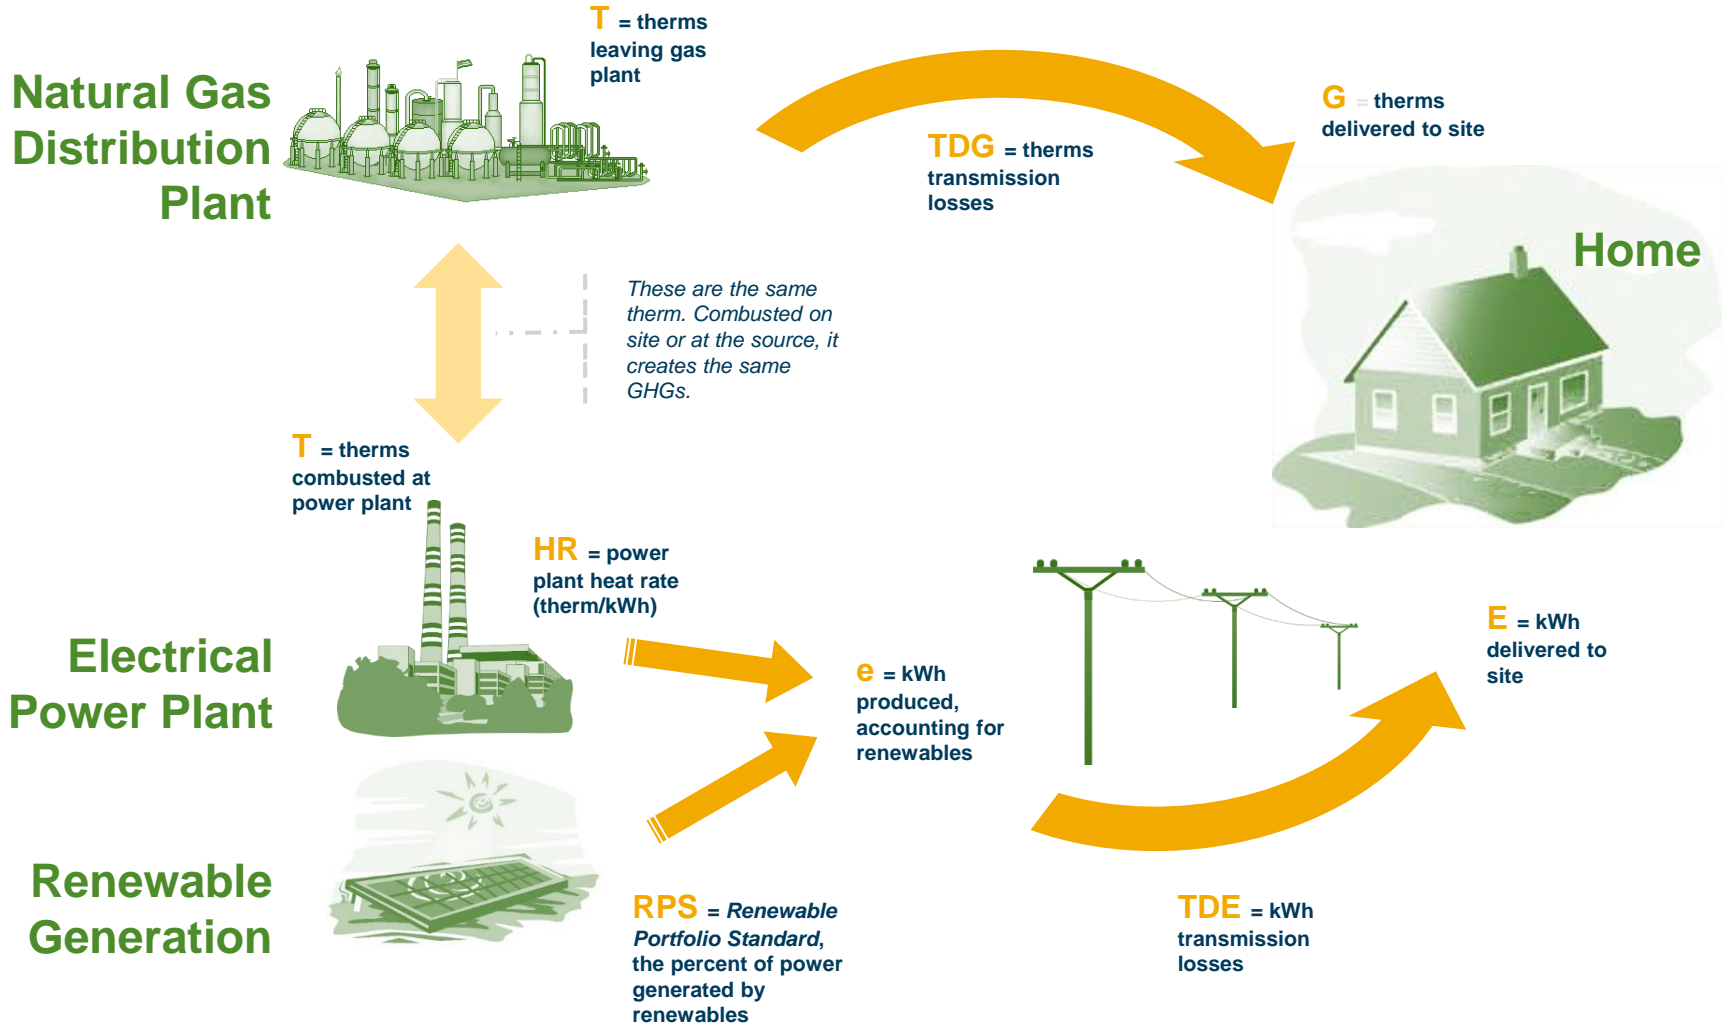 Natural Gas
Distribution
Plant
T = therms
leaving gas
plant
TDG = therms
transmission
losses
G = therms
delivered to site
Home
These are the same
therm. Combusted on
site or at the source, it
creates the same
GHGs.
T = therms
combusted at
power plant
HR = power
plant heat rate
(therm/kWh)
Electrical
Power Plant
e = kWh
produced,
accounting for
renewables
E = kWh
delivered to
site
Renewable
Generation
RPS = Renewable
Portfolio Standard,
the percent of power
generated by
renewables
TDE = kWh
transmission
losses